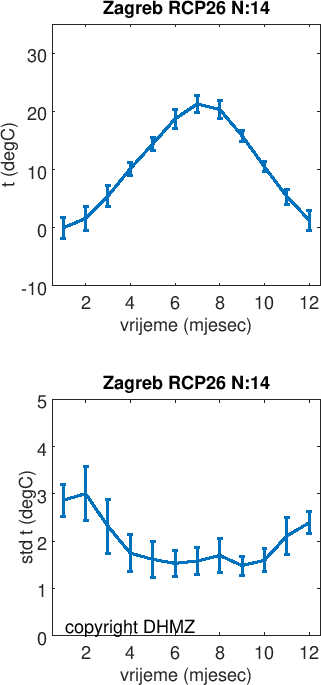 Zagreb RCP26 N:14
30
20
10
0
-10
t (degC)
2 4 6 8 10 12
vrijeme (mjesec)
Zagreb RCP26 N:14
5
4
3
2
1
0
std t (degC)
copyright DHMZ
2 4 6 8 10 12
vrijeme (mjesec)